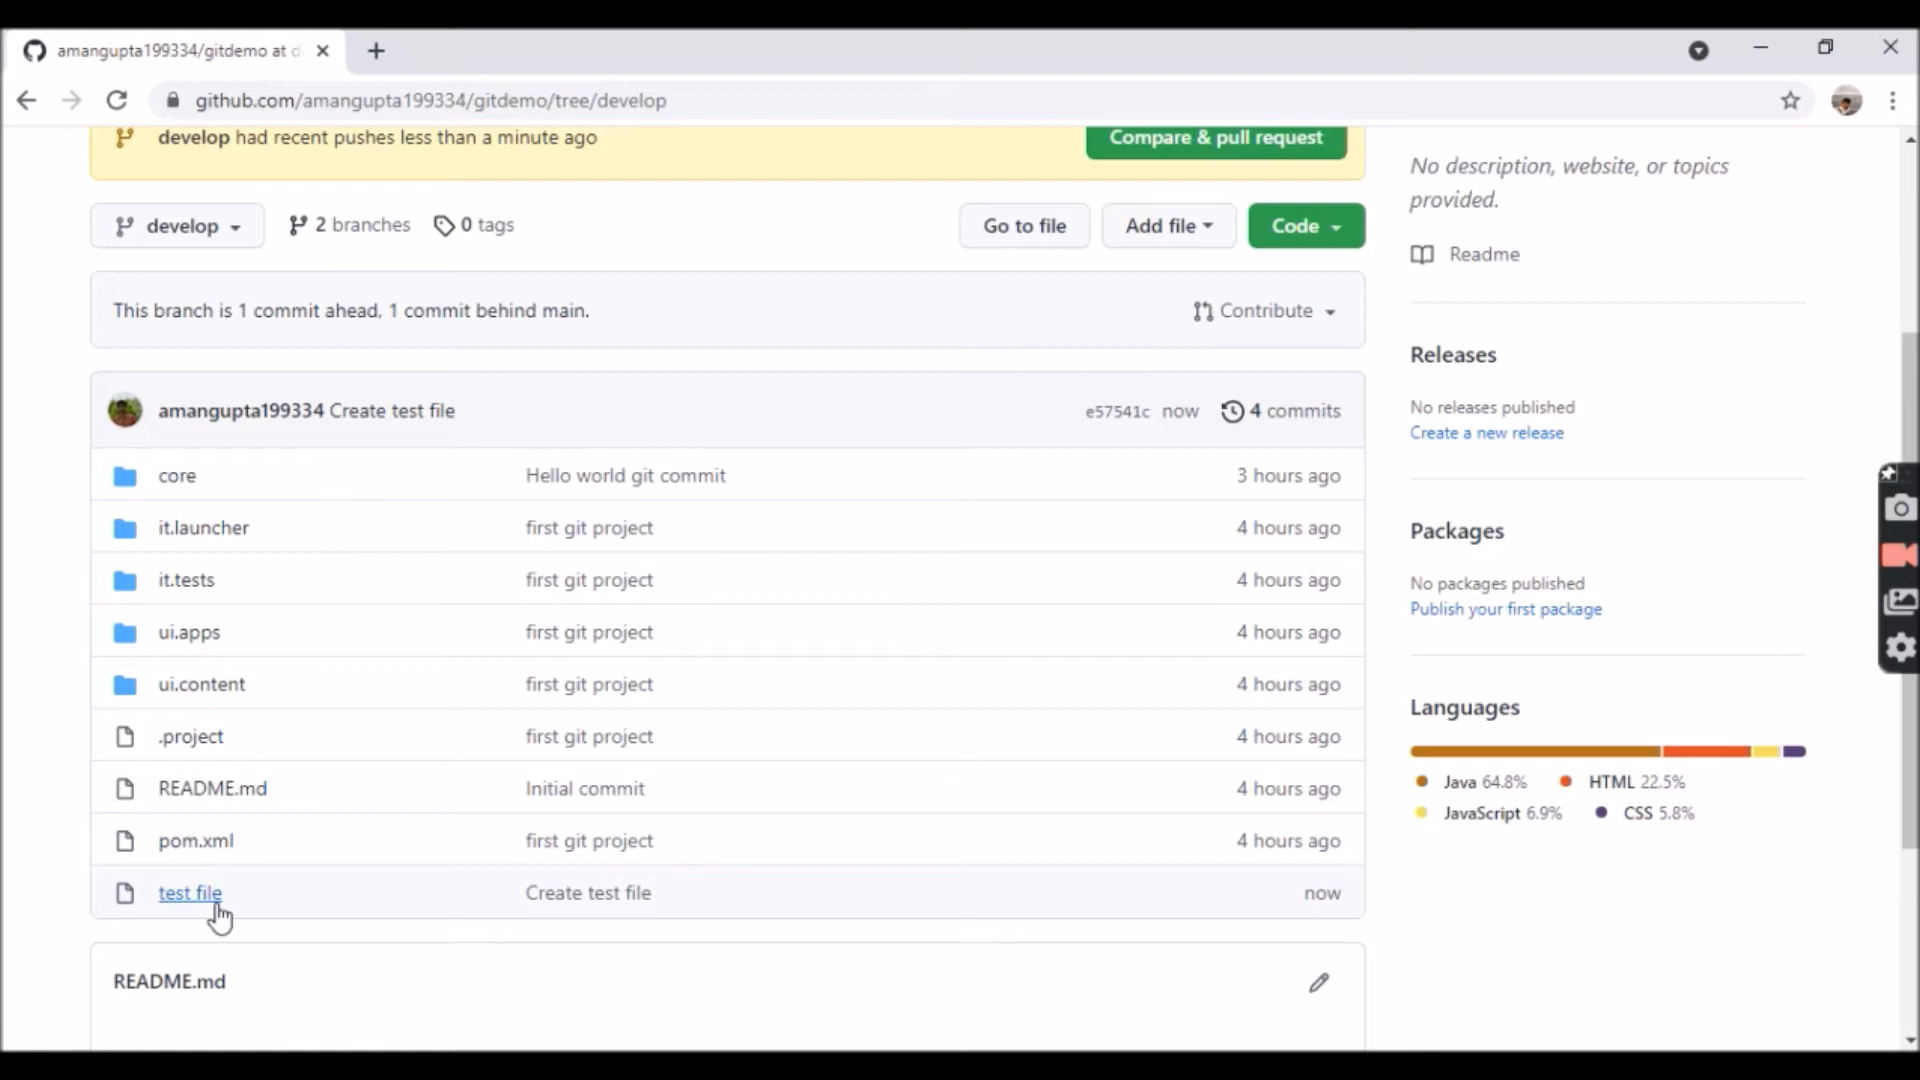 amangupta199334/gitdemo at d
github.com/amangupta199334/gitdemo/tree/develop
develop had recent pushes less than a minute ago
Compare & pull request
No description, website, or topics
provided.
develop
2 branches
0 tags
Go to file
Add file
Code
Readme
This branch is 1 commit ahead, 1 commit behind main.
Contribute
Releases
No releases published
Create a new release
amangupta199334 Create test file
e57541c now
4 commits
core Hello world git commit 3 hours ago
it.launcher first git project 4 hours ago
it.tests first git project 4 hours ago
ui.apps first git project 4 hours ago
ui.content first git project 4 hours ago
.project first git project 4 hours ago
README.md Initial commit 4 hours ago
pom.xml first git project 4 hours ago
test file Create test file now
Packages
No packages published
Publish your first package
Languages
Java 64.8% HTML 22.5%
JavaScript 6.9% CSS 5.8%
README.md